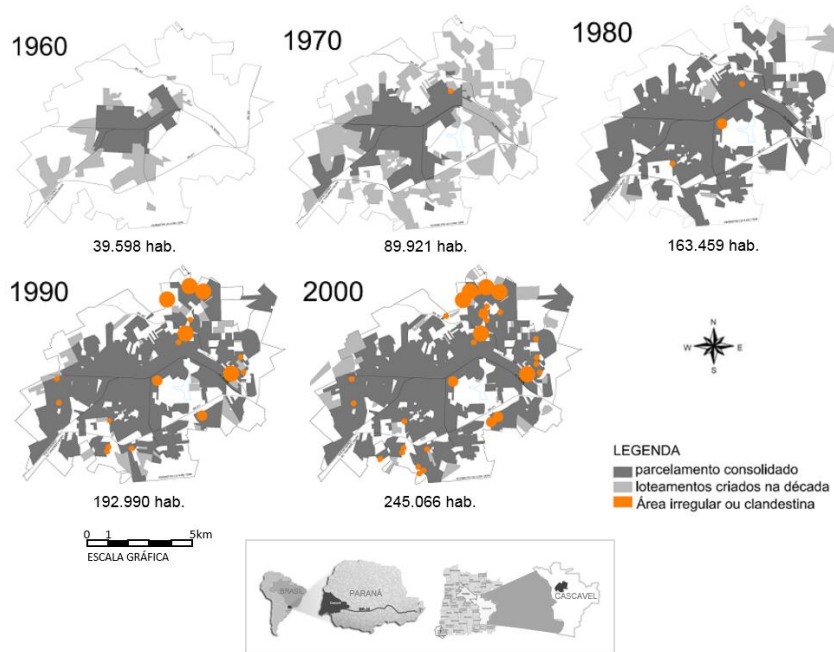 1960
1970
1980
39.598 hab.
89.921 hab.
163.459 hab.
1990
2000
N
W E
S
LEGENDA
parcelamento consolidado
loteamentos criados na década
Área irregular ou clandestina
192.990 hab.
245.066 hab.
0 1 5km
ESCALA GRÁFICA
BRASIL
PARANÁ
CASCAVEL